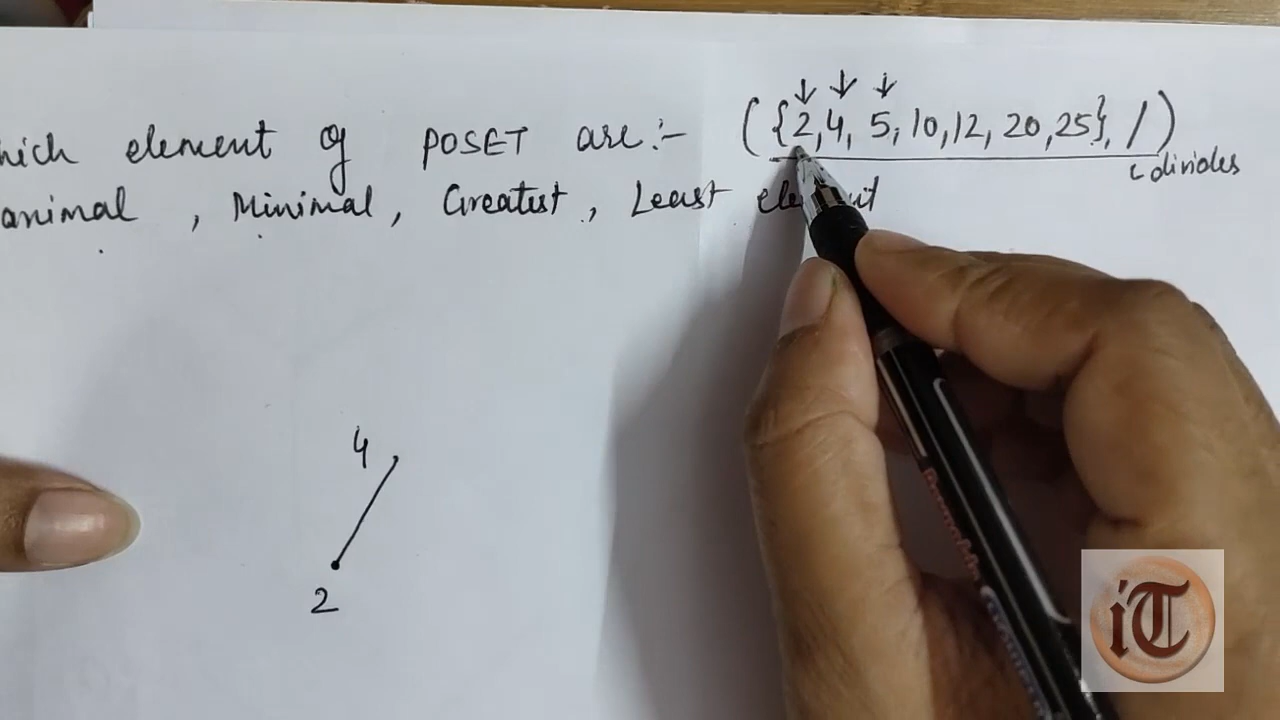 hich element of POSET are:- ({2,4, 5, 10,12, 20,25}, /)
divides
animal , Minimal, Greatest, Least
4
2
iT